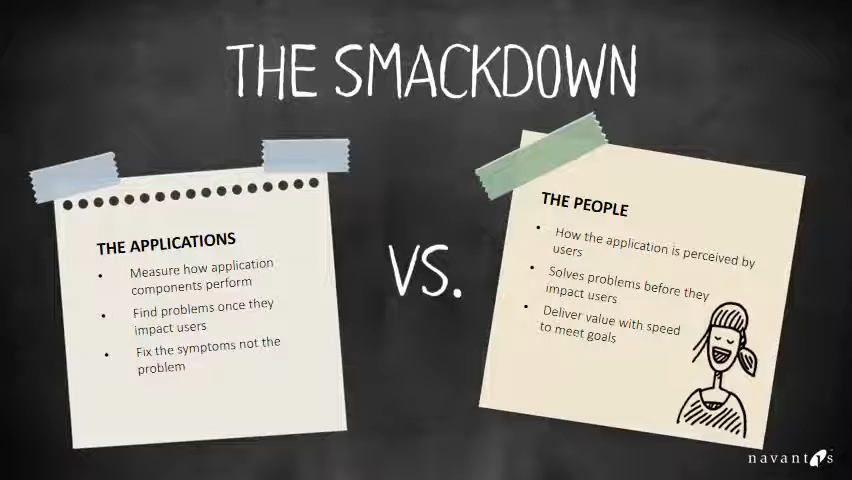 THE SMACKDOWN
THE APPLICATIONS
• Measure how application
components perform
• Find problems once they
impact users
• Fix the symptoms not the
problem
VS.
THE PEOPLE
• How the application is perceived by
users
• Solves problems before they
impact users
• Deliver value with speed
to meet goals
navantis